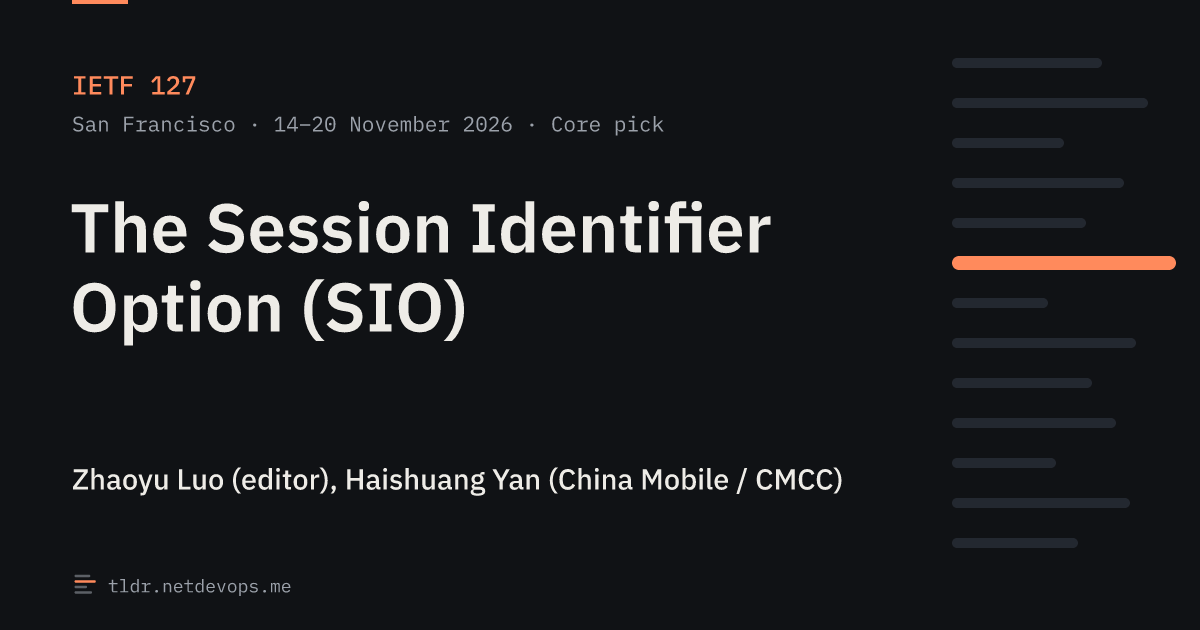 IETF 127
San Francisco · 14–20 November 2026 · Core pick
The Session Identifier
Option (SIO)
Zhaoyu Luo (editor), Haishuang Yan (China Mobile / CMCC)
tldr.netdevops.me